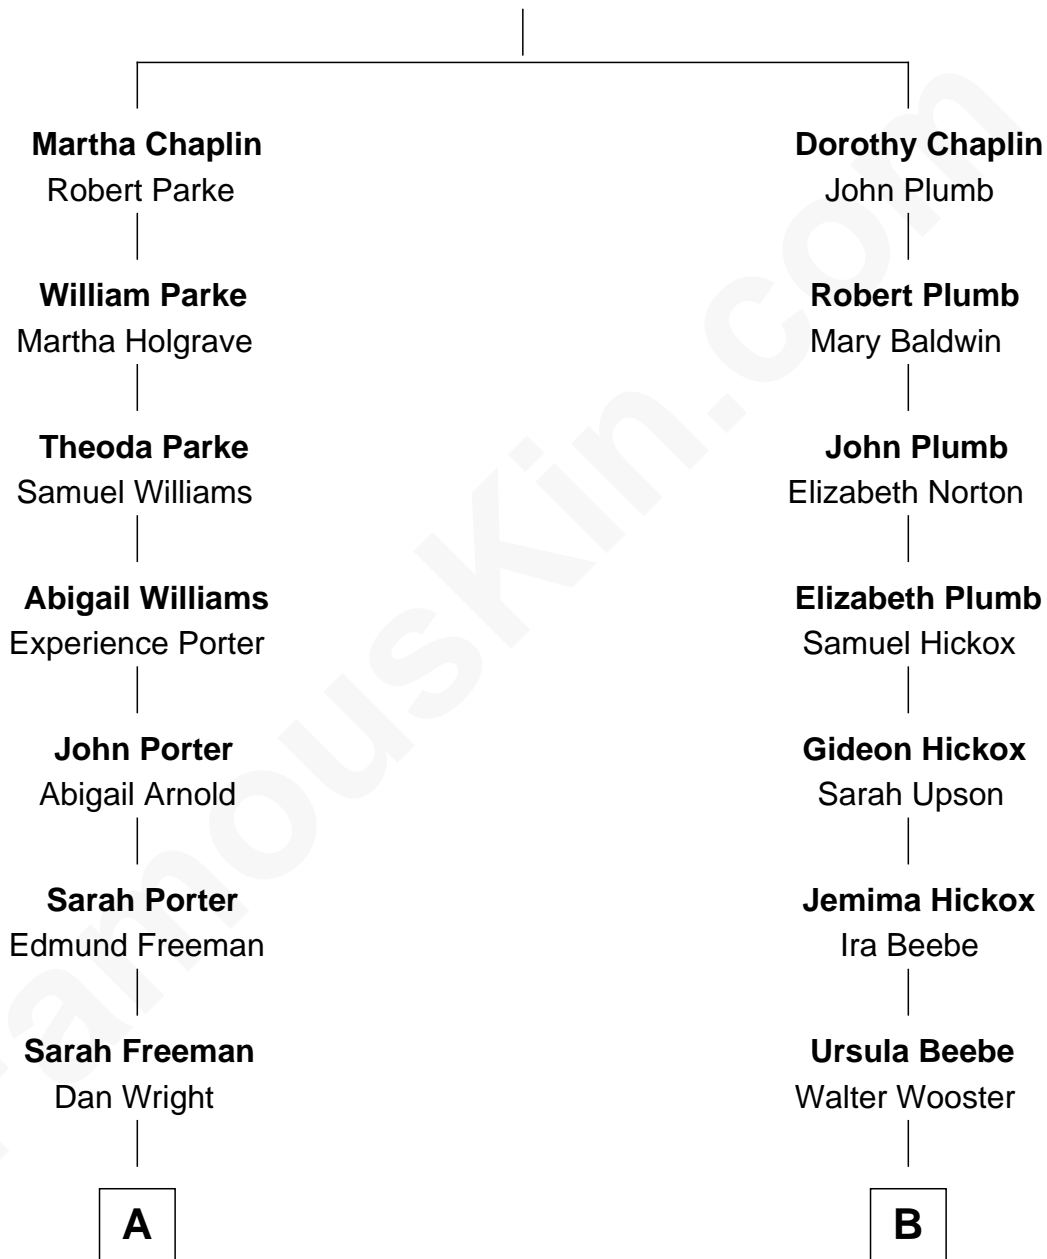 Martha Chaplin
Robert Parke
William Parke
Martha Holgrave
Theoda Parke
Samuel Williams
Abigail Williams
Experience Porter
John Porter
Abigail Arnold
Sarah Porter
Edmund Freeman
Sarah Freeman
Dan Wright
A
Dorothy Chaplin
John Plumb
Robert Plumb
Mary Baldwin
John Plumb
Elizabeth Norton
Elizabeth Plumb
Samuel Hickox
Gideon Hickox
Sarah Upson
Jemima Hickox
Ira Beebe
Ursula Beebe
Walter Wooster
B
FamousKin.com